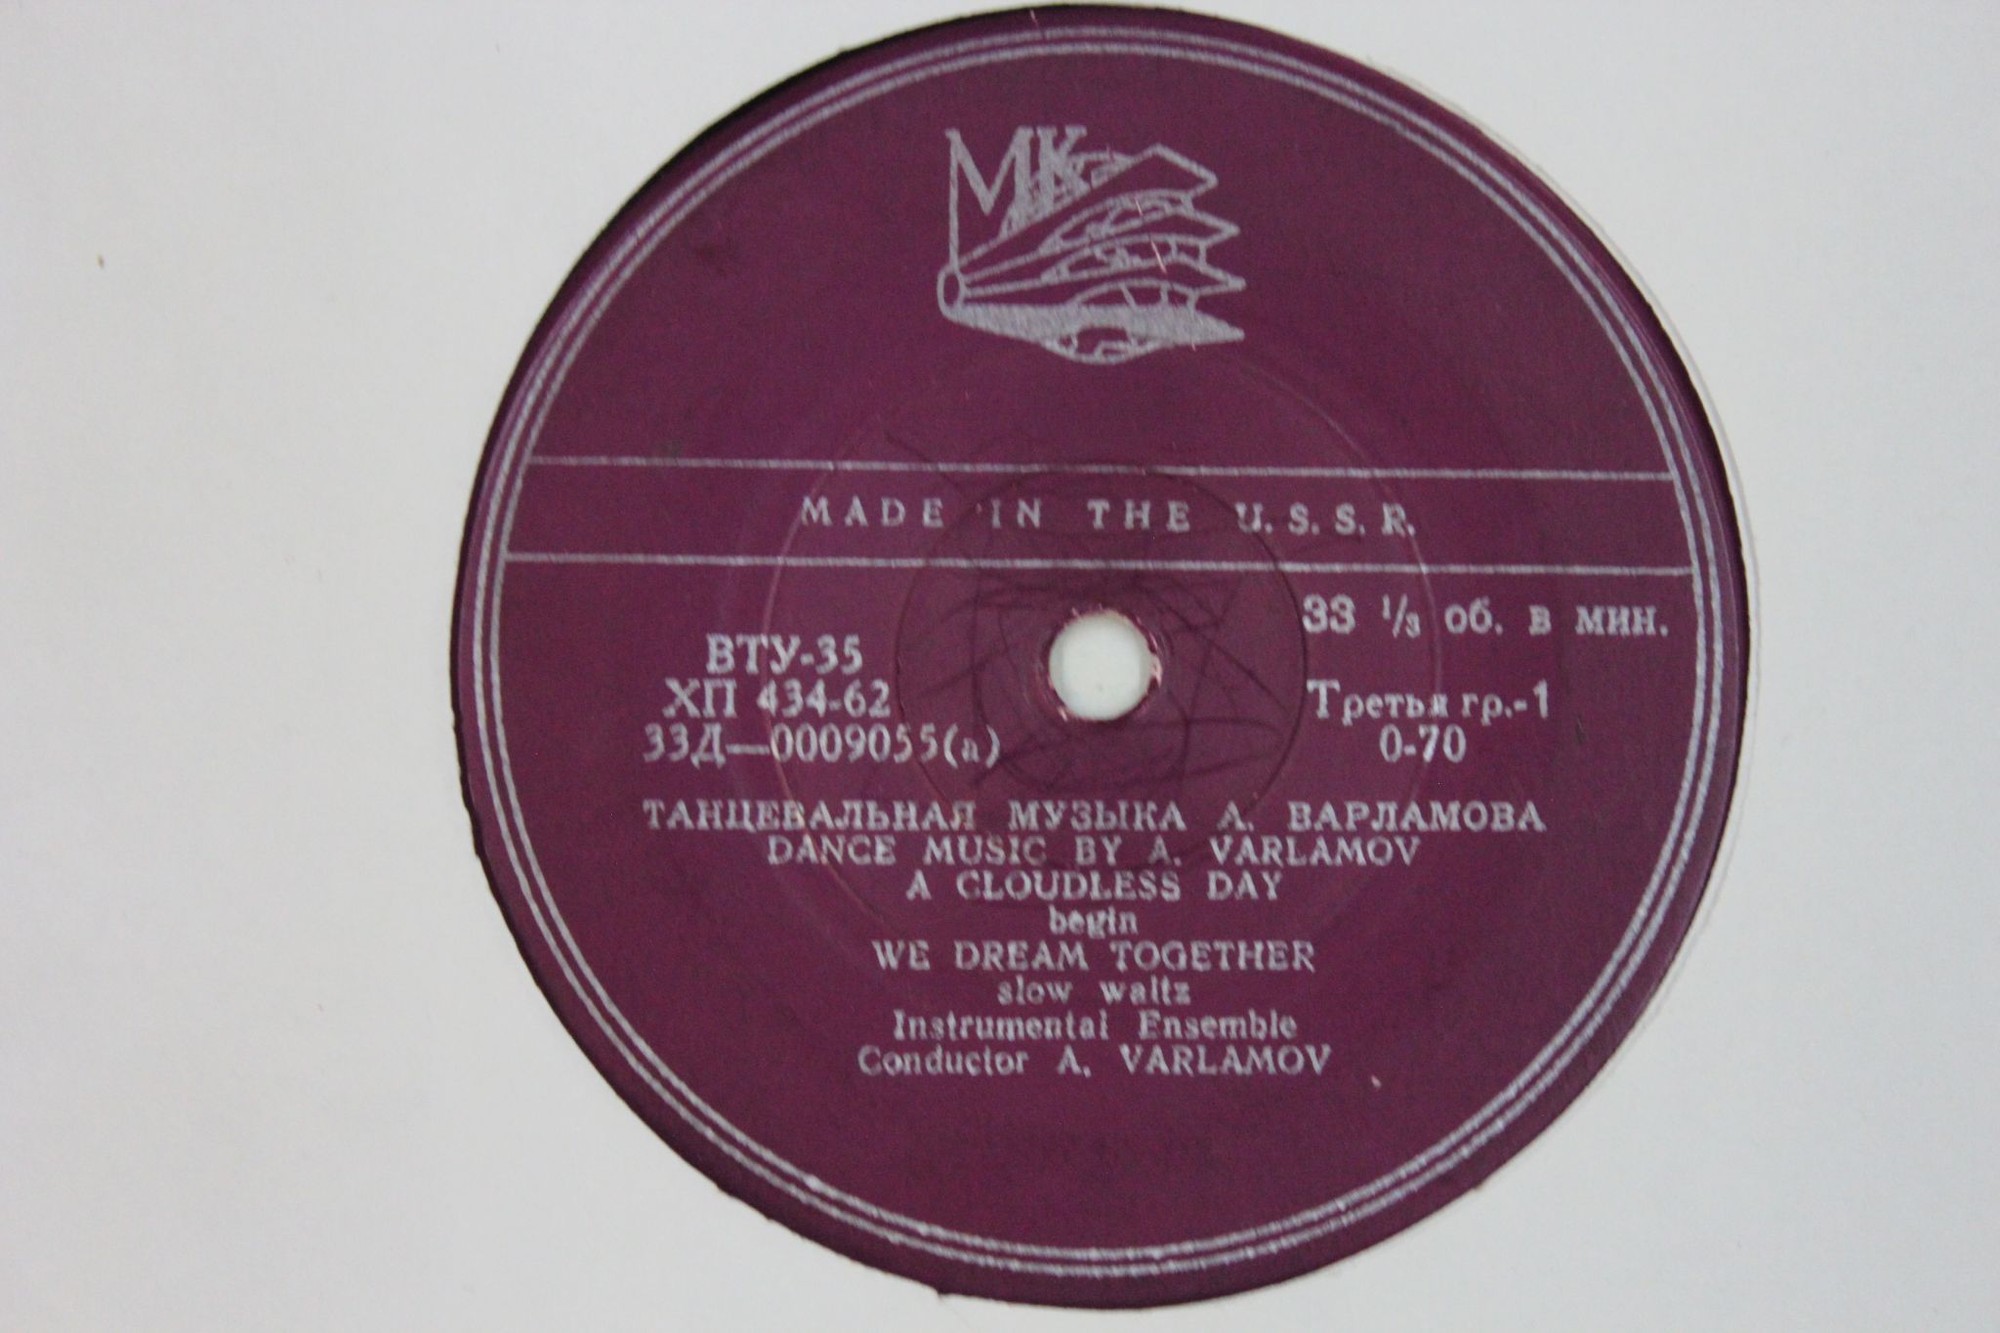 МК
MADE IN THE U.S.S.R.
33 ⅓ об. в мин.
ВТУ-35
ХП 434-62
33Д—0009055(а)
Третья гр.-1
0-70
ТАНЦЕВАЛЬНАЯ МУЗЫКА А. ВАРЛАМОВА
DANCE MUSIC BY A. VARLAMOV
A CLOUDLESS DAY
begin
WE DREAM TOGETHER
slow waltz
Instrumental Ensemble
Conductor A. VARLAMOV